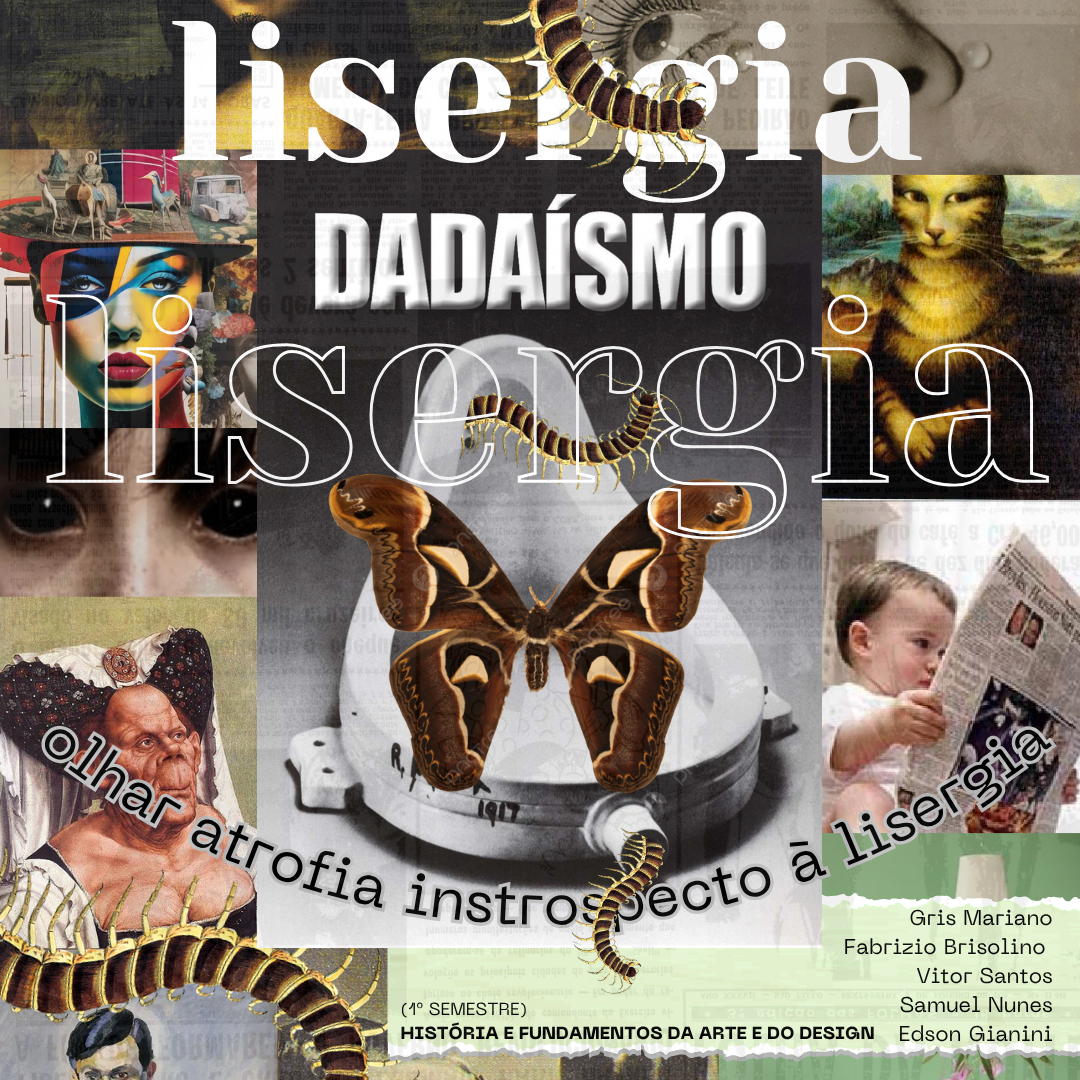 lisergia
DADAÍSMO
lisergia
1917
olhar atrofia instrospecto à lisergia
Gris Mariano
Fabrizio Brisolino
Vitor Santos
Samuel Nunes
Edson Gianini
(1º SEMESTRE)
HISTÓRIA E FUNDAMENTOS DA ARTE E DO DESIGN